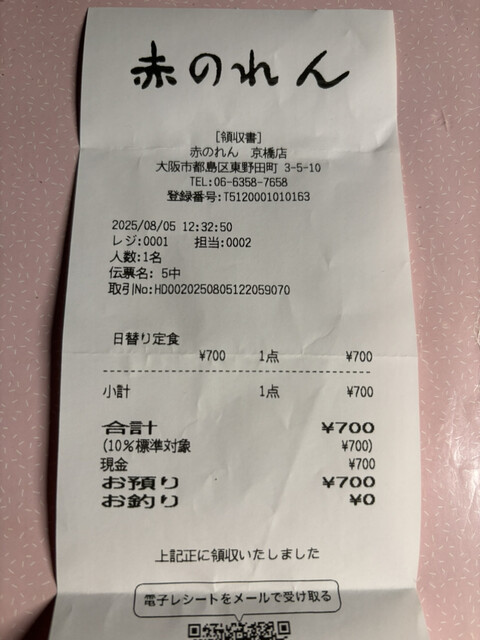 赤のれん
[領収書]
赤のれん 京橋店
大阪市都島区東野田町 3-5-10
TEL:06-6358-7658
登録番号:T5120001010163
2025/08/05 12:32:50
レジ:0001 担当:0002
人数:1名
伝票名: 5中
取引No:HD0020250805122059070
日替り定食
¥700 1点 ¥700
小計 1点 ¥700
合計 ¥700
(10%標準対象 ¥700)
現金 ¥700
お預り ¥700
お釣り ¥0
上記正に領収いたしました
電子レシートをメールで受け取る